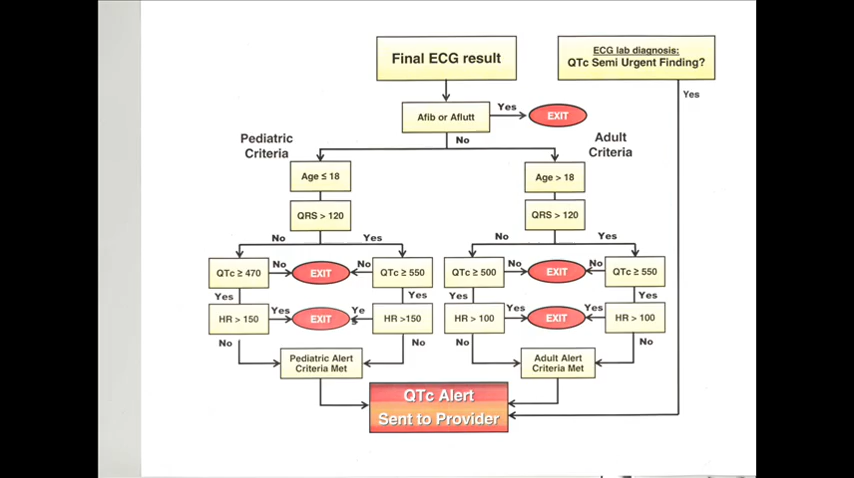 Final ECG result
ECG lab diagnosis:
QTc Semi Urgent Finding?
Yes
Afib or Aflutt
Yes
EXIT
No
Pediatric
Criteria
Adult
Criteria
Age ≤ 18
Age > 18
QRS > 120
QRS > 120
No
Yes
No
Yes
QTc ≥ 470
No
EXIT
No
QTc ≥ 550
QTc ≥ 500
No
EXIT
No
QTc ≥ 550
Yes
Yes
Yes
Yes
HR > 150
Yes
EXIT
Ye
s
HR >150
HR > 100
Yes
EXIT
Yes
HR > 100
No
No
No
No
Pediatric Alert
Criteria Met
Adult Alert
Criteria Met
QTc Alert
Sent to Provider